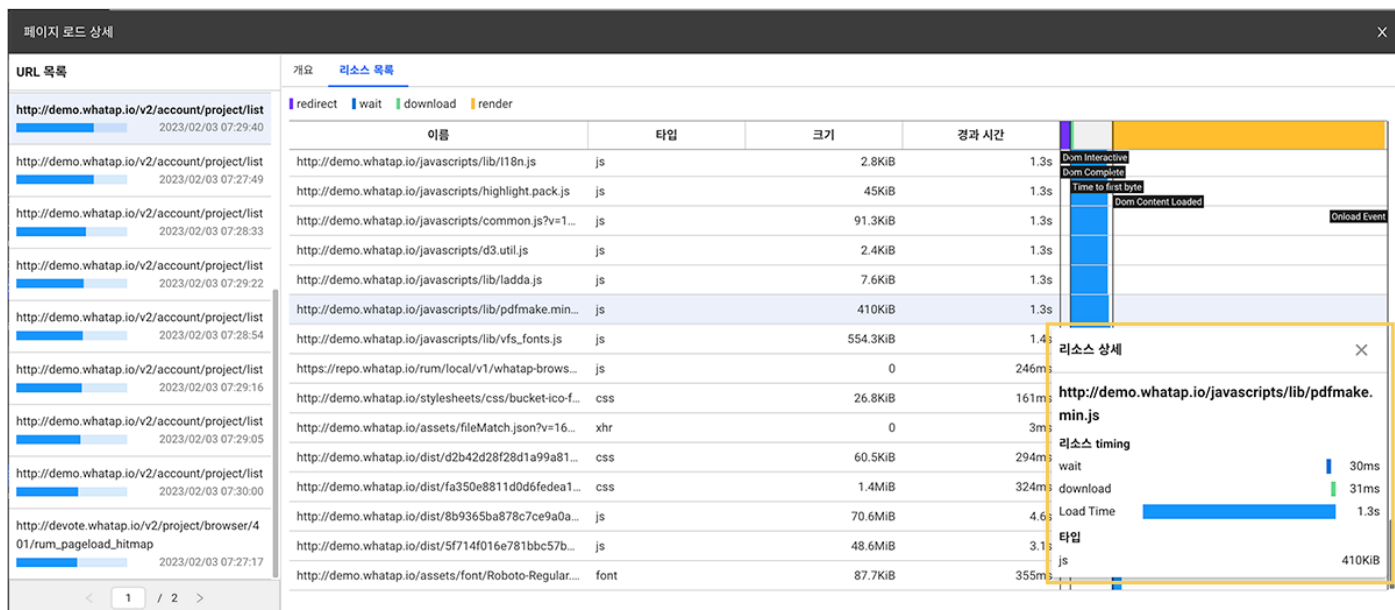 페이지 로드 상세
URL 목록
http://demo.whatap.io/v2/account/project/list
2023/02/03 07:29:40
http://demo.whatap.io/v2/account/project/list
2023/02/03 07:27:49
http://demo.whatap.io/v2/account/project/list
2023/02/03 07:28:33
http://demo.whatap.io/v2/account/project/list
2023/02/03 07:29:22
http://demo.whatap.io/v2/account/project/list
2023/02/03 07:28:54
http://demo.whatap.io/v2/account/project/list
2023/02/03 07:29:16
http://demo.whatap.io/v2/account/project/list
2023/02/03 07:29:05
http://demo.whatap.io/v2/account/project/list
2023/02/03 07:30:00
http://devote.whatap.io/v2/project/browser/4
01/rum_pageload_hitmap
2023/02/03 07:27:17
< 1 / 2 >
개요 리소스 목록
redirect wait download render
이름 타입 크기 경과 시간
http://demo.whatap.io/javascripts/lib/I18n.js js 2.8KiB 1.3s
http://demo.whatap.io/javascripts/highlight.pack.js js 45KiB 1.3s
http://demo.whatap.io/javascripts/common.js?v=1... js 91.3KiB 1.3s
http://demo.whatap.io/javascripts/d3.util.js js 2.4KiB 1.3s
http://demo.whatap.io/javascripts/lib/ladda.js js 7.6KiB 1.3s
http://demo.whatap.io/javascripts/lib/pdfmake.min... js 410KiB 1.3s
http://demo.whatap.io/javascripts/lib/vfs_fonts.js js 554.3KiB 1.4s
https://repo.whatap.io/rum/local/v1/whatap-brows... js 0 246ms
http://demo.whatap.io/stylesheets/css/bucket-ico-f... css 26.8KiB 161ms
http://demo.whatap.io/assets/fileMatch.json?v=16... xhr 0 3ms
http://demo.whatap.io/dist/d2b42d28f28d1a99a81... css 60.5KiB 294ms
http://demo.whatap.io/dist/fa350e8811d0d6fedea1... css 1.4MiB 324ms
http://demo.whatap.io/dist/8b9365ba878c7ce9a0a... js 70.6MiB 4.6s
http://demo.whatap.io/dist/5f714f016e781bbc57b... js 48.6MiB 3.1s
http://demo.whatap.io/assets/font/Roboto-Regular.... font 87.7KiB 355ms
Dom Interactive
Dom Complete
Time to first byte
Dom Content Loaded
Onload Event
리소스 상세
http://demo.whatap.io/javascripts/lib/pdfmake.
min.js
리소스 timing
wait 30ms
download 31ms
Load Time 1.3s
타입
js 410KiB